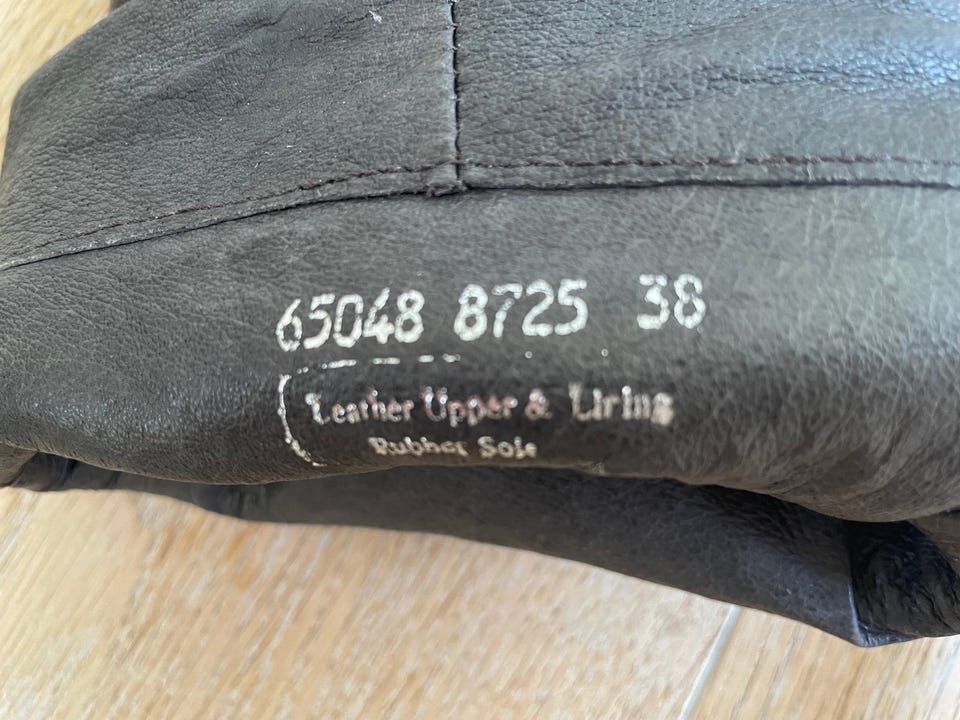 65048 8725 38
Leather Upper & Lining
Rubber Sole